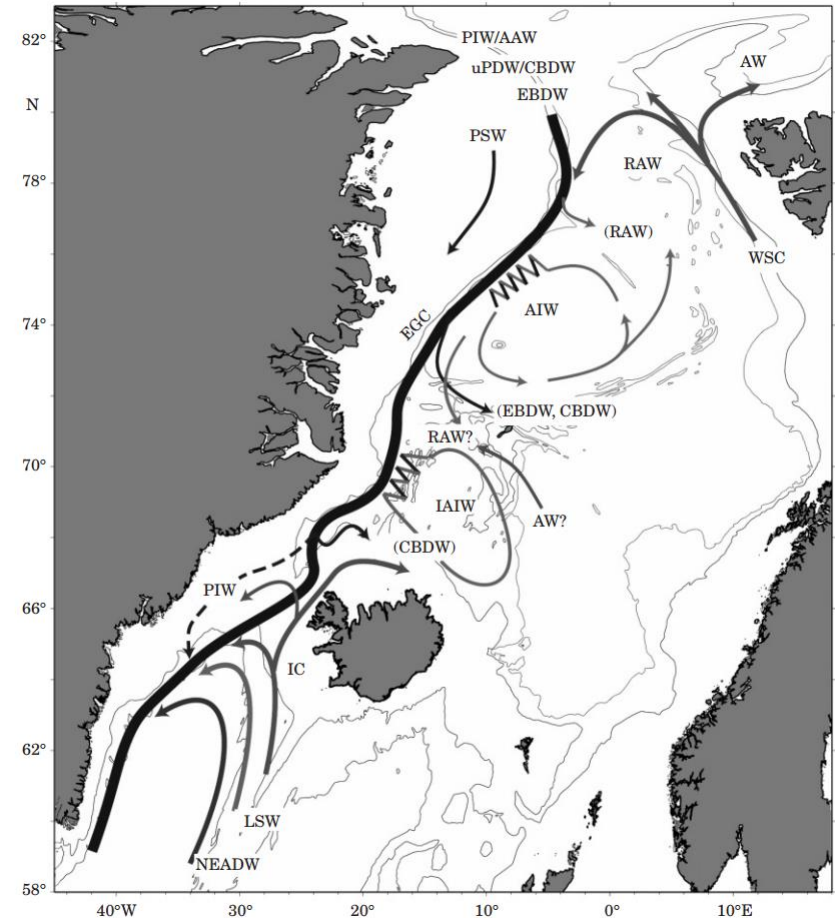 82°
PIW/AAW
AW
uPDW/CBDW
EBDW
N
PSW
RAW
78°
(RAW)
WSC
AIW
EGC
74°
(EBDW, CBDW)
RAW?
70°
IAIW
AW?
(CBDW)
PIW
66°
IC
62°
LSW
NEADW
58°
40°W
30°
20°
10°
0°
10°E